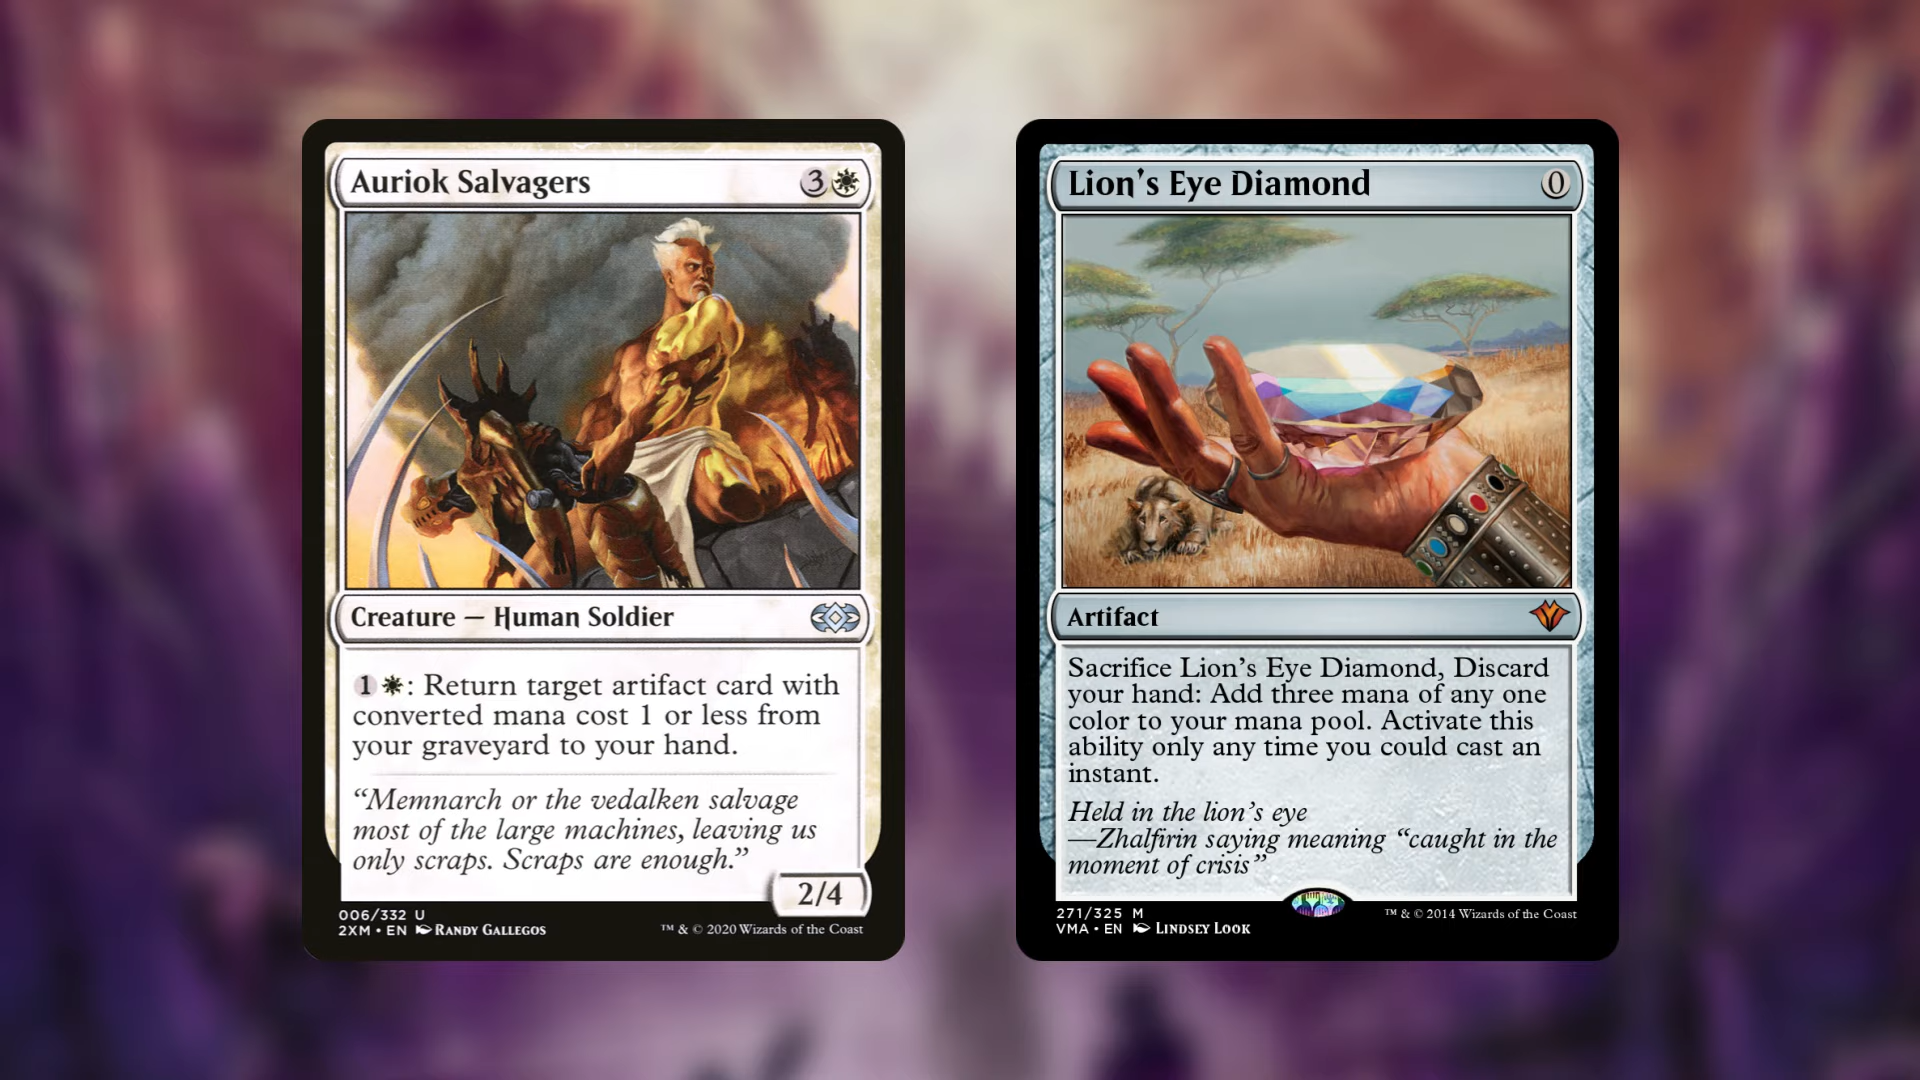 Auriok Salvagers 3
Creature — Human Soldier
1 : Return target artifact card with
converted mana cost 1 or less from
your graveyard to your hand.
“Memnarch or the vedalken salvage
most of the large machines, leaving us
only scraps. Scraps are enough.”
2/4
006/332 U
2XM • EN Randy Gallegos
™ & © 2020 Wizards of the Coast
Lion's Eye Diamond 0
Artifact
Sacrifice Lion’s Eye Diamond, Discard
your hand: Add three mana of any one
color to your mana pool. Activate this
ability only any time you could cast an
instant.
Held in the lion’s eye
—Zhalfirin saying meaning “caught in the
moment of crisis”
271/325 M
VMA • EN Lindsey Look
™ & © 2014 Wizards of the Coast